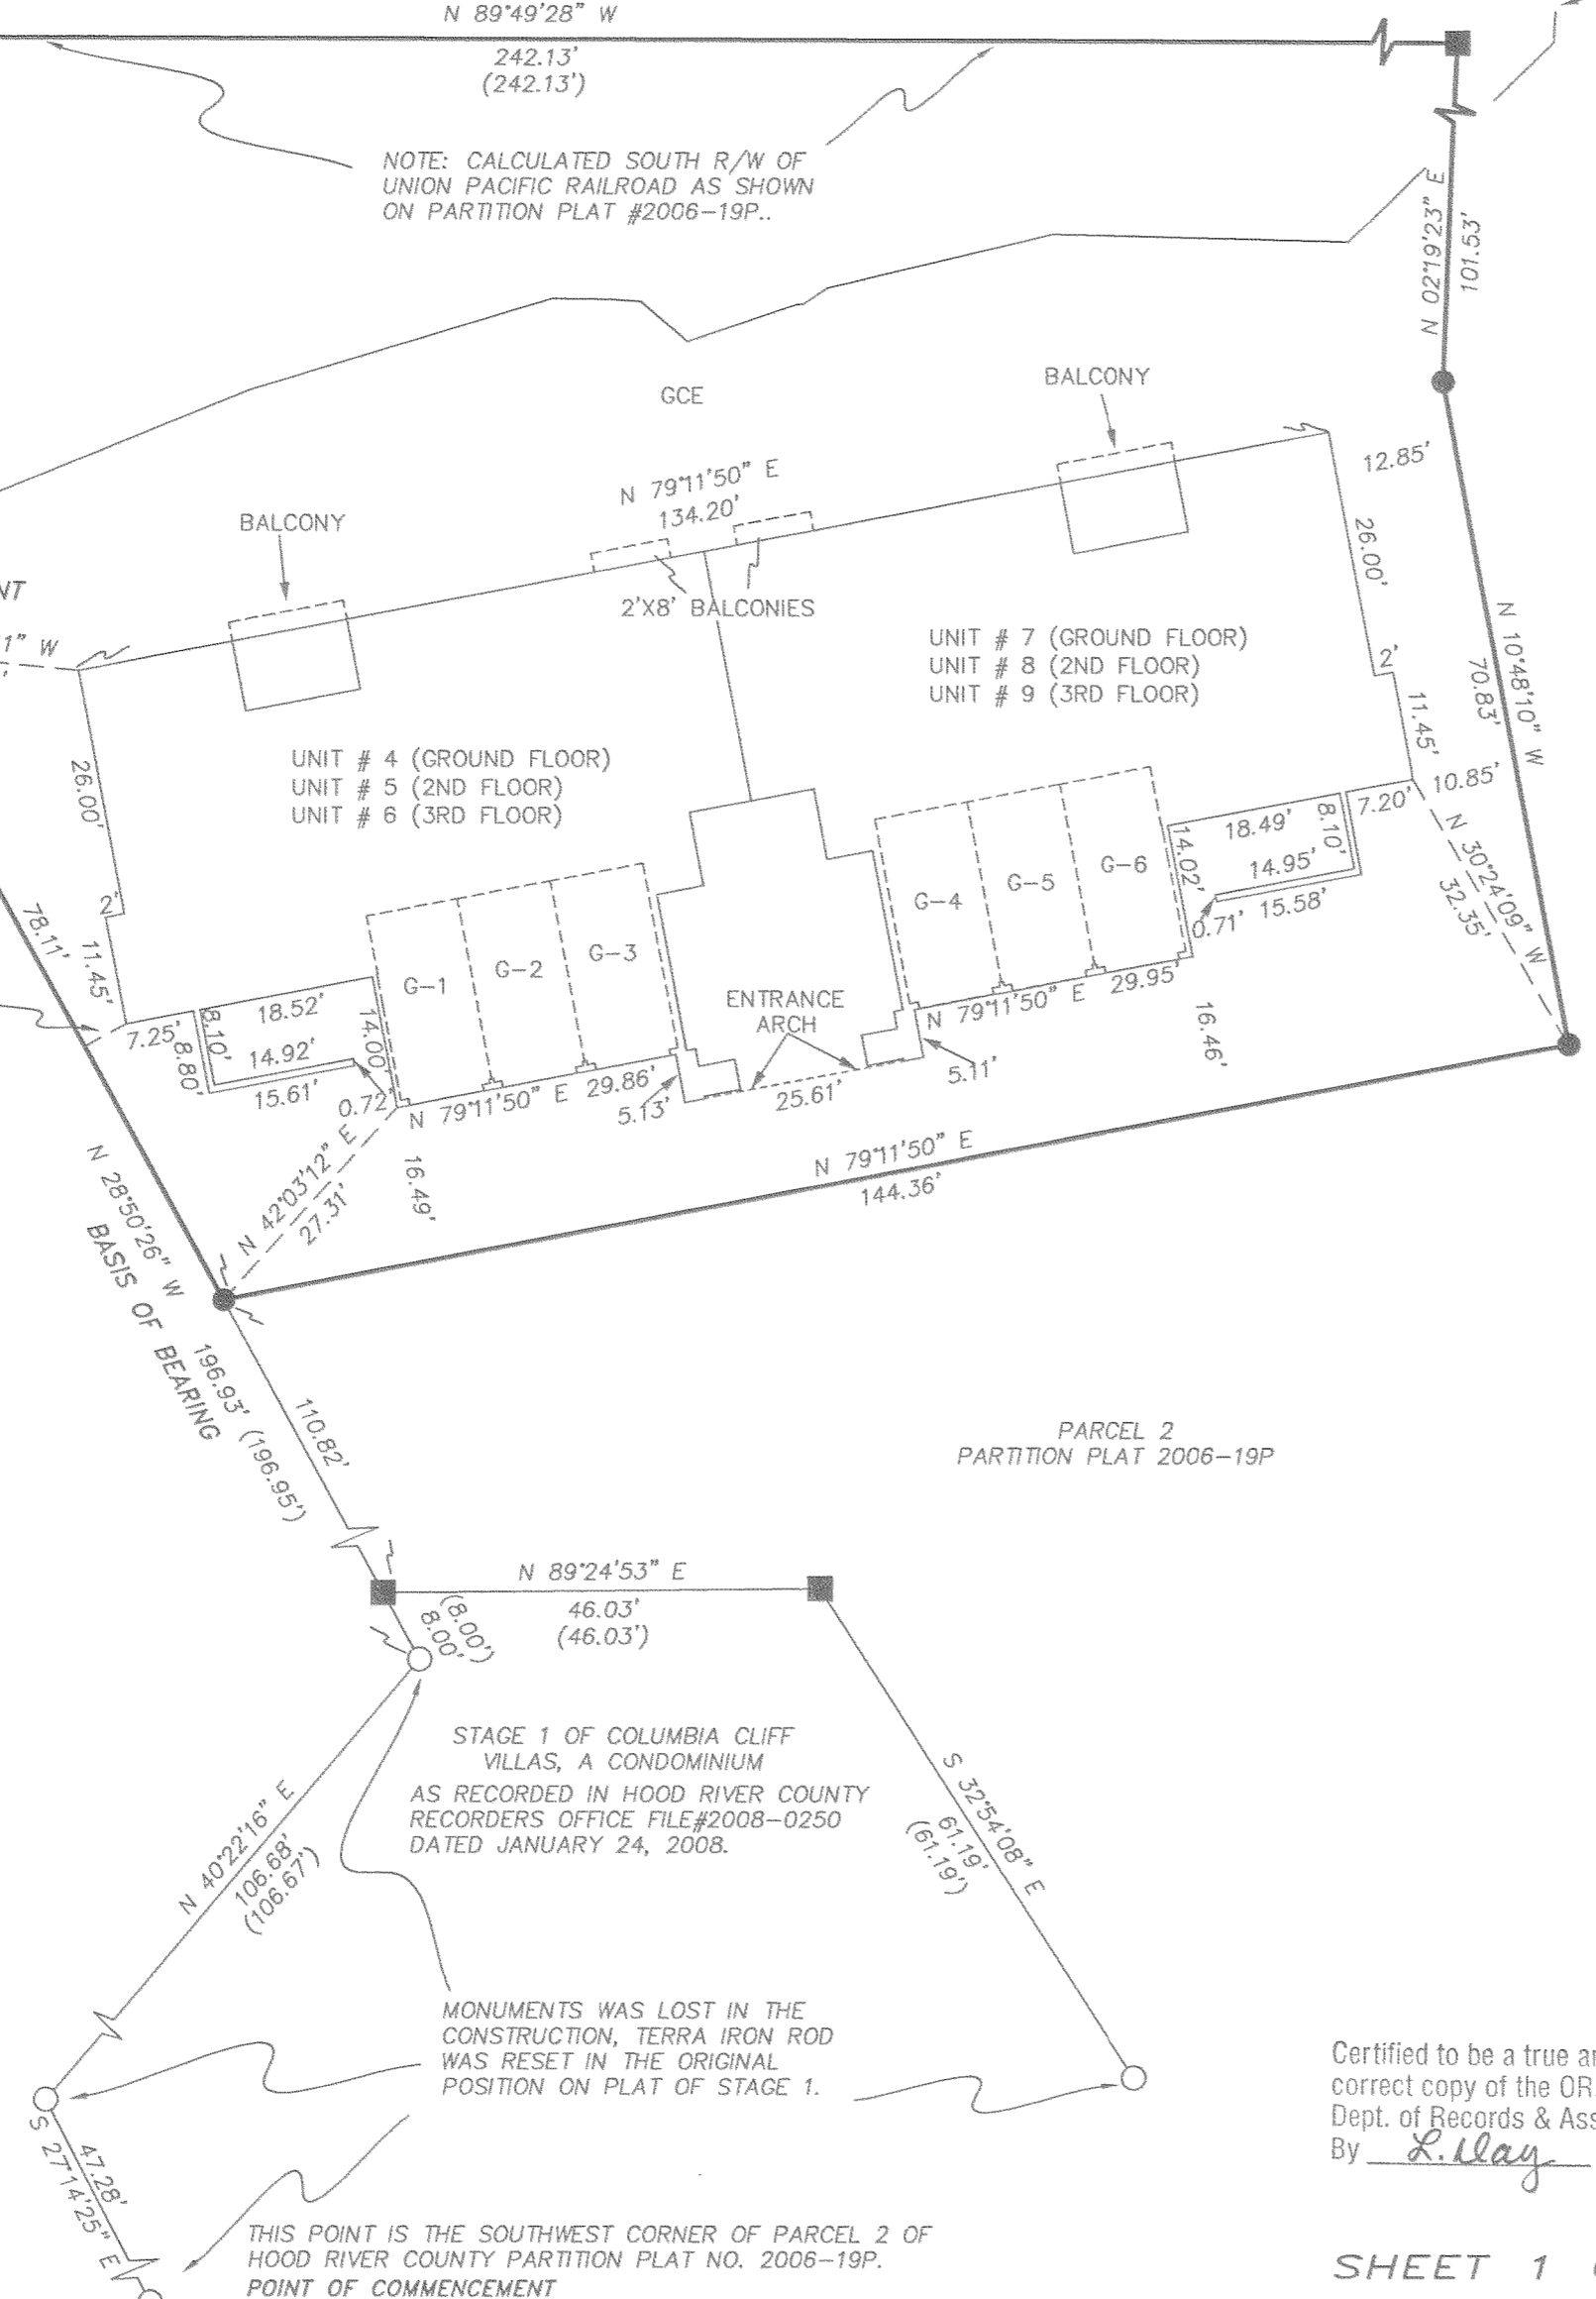 N 89°49'28" W
242.13'
(242.13')
NOTE: CALCULATED SOUTH R/W OF
UNION PACIFIC RAILROAD AS SHOWN
ON PARTITION PLAT #2006-19P..
N 02°19'23" E
101.53'
GCE
BALCONY
12.85'
N 79°11'50" E
134.20'
BALCONY
26.00'
NT
1" W
2'X8' BALCONIES
UNIT # 7 (GROUND FLOOR)
UNIT # 8 (2ND FLOOR)
UNIT # 9 (3RD FLOOR)
2'
N 10°48'10" W
70.83'
11.45'
UNIT # 4 (GROUND FLOOR)
UNIT # 5 (2ND FLOOR)
UNIT # 6 (3RD FLOOR)
26.00'
10.85'
7.20'
8.10'
18.49'
14.95'
14.02'
0.71'
15.58'
N 30°24'09" W
32.35'
G-6
G-5
G-4
2'
78.11'
11.45'
G-3
G-2
G-1
ENTRANCE
ARCH
18.52'
7.25'
8.10'
8.80'
14.92'
14.00'
15.61'
0.72'
N 79°11'50" E 29.95'
16.46'
5.11'
N 79°11'50" E 29.86'
5.13'
25.61'
N 42°03'12" E
27.31'
16.49'
N 79°11'50" E
144.36'
N 28°50'26" W 196.93' (196.95')
BASIS OF BEARING
110.82'
PARCEL 2
PARTITION PLAT 2006-19P
N 89°24'53" E
46.03'
(46.03')
(8.00')
8.00'
STAGE 1 OF COLUMBIA CLIFF
VILLAS, A CONDOMINIUM
AS RECORDED IN HOOD RIVER COUNTY
RECORDERS OFFICE FILE#2008-0250
DATED JANUARY 24, 2008.
S 32°54'08" E
61.19'
(61.19')
N 40°22'16" E
106.68'
(106.67')
MONUMENTS WAS LOST IN THE
CONSTRUCTION, TERRA IRON ROD
WAS RESET IN THE ORIGINAL
POSITION ON PLAT OF STAGE 1.
Certified to be a true an
correct copy of the OR
Dept. of Records & Ass
By L. Day
47.28'
S 27°14'25" E
THIS POINT IS THE SOUTHWEST CORNER OF PARCEL 2 OF
HOOD RIVER COUNTY PARTITION PLAT NO. 2006-19P.
POINT OF COMMENCEMENT
SHEET 1